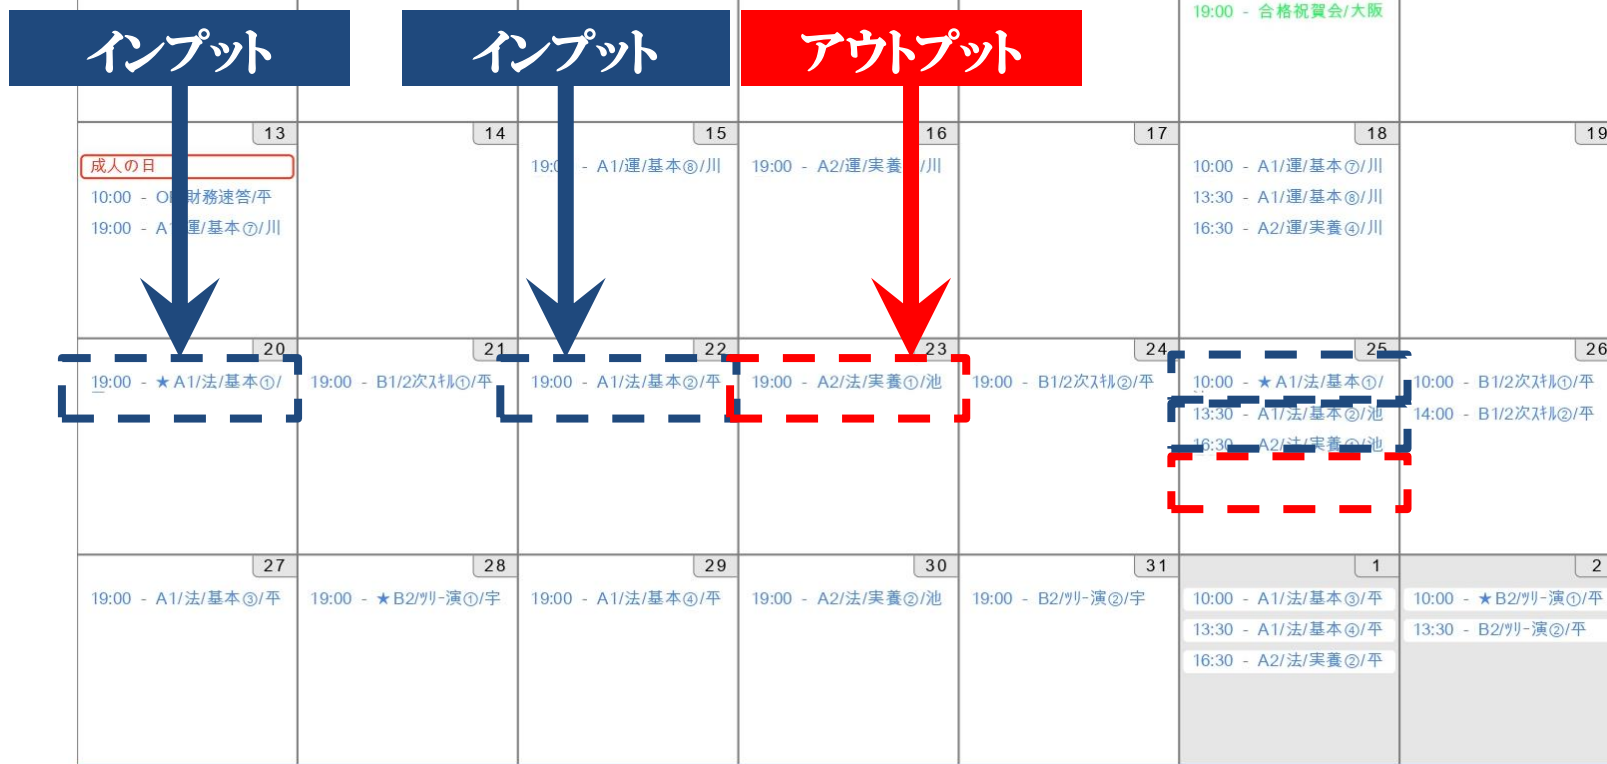 19:00 - 合格祝賀会/大阪
インプット
インプット
アウトプット
13
14
15
16
17
18
19
成人の日
10:00 - 財務速答/平
19:00 - 運/基本⑦/川
19:00 - A1/運/基本⑧/川
19:00 - A2/運/実養 /川
10:00 - A1/運/基本⑦/川
13:30 - A1/運/基本⑧/川
16:30 - A2/運/実養④/川
20
21
22
23
24
25
26
19:00 - ★A1/法/基本①/
19:00 - B1/2次ｽｷﾙ①/平
19:00 - A1/法/基本②/平
19:00 - A2/法/実養①/池
19:00 - B1/2次ｽｷﾙ②/平
10:00 - ★A1/法/基本①/
13:30 - A1/法/基本②/池
16:30 - A2/法/実養①/池
10:00 - B1/2次ｽｷﾙ①/平
14:00 - B1/2次ｽｷﾙ②/平
27
28
29
30
31
1
2
19:00 - A1/法/基本③/平
19:00 - ★B2/ﾂﾘｰ演①/宇
19:00 - A1/法/基本④/平
19:00 - A2/法/実養②/池
19:00 - B2/ﾂﾘｰ演②/宇
10:00 - A1/法/基本③/平
13:30 - A1/法/基本④/平
16:30 - A2/法/実養②/平
10:00 - ★B2/ﾂﾘｰ演①/平
13:30 - B2/ﾂﾘｰ演②/平